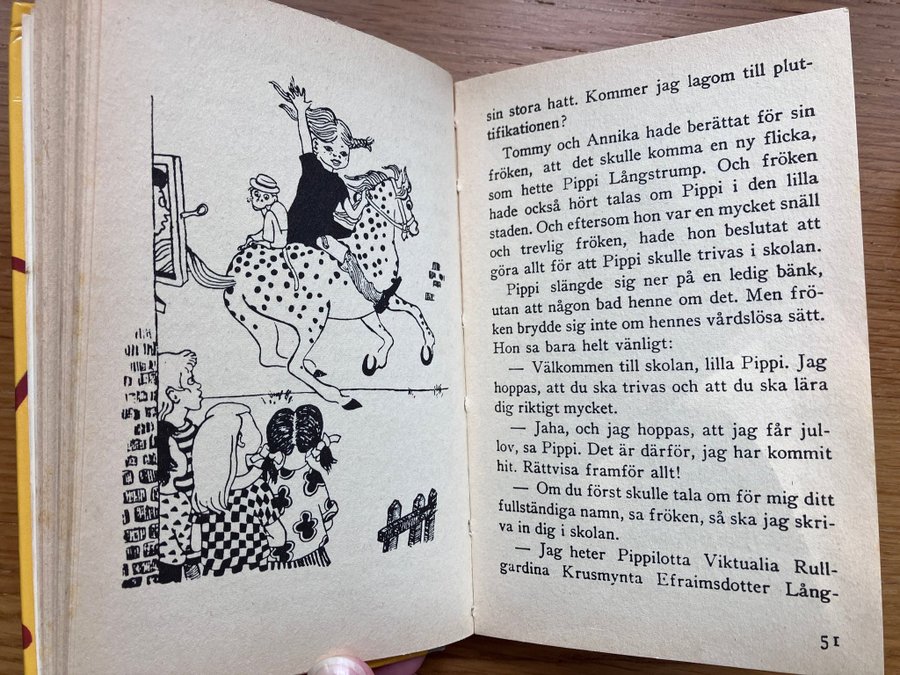 sin stora hatt. Kommer jag lagom till plut-
tifikationen?
Tommy och Annika hade berättat för sin
fröken, att det skulle komma en ny flicka,
som hette Pippi Långstrump. Och fröken
hade också hört talas om Pippi i den lilla
staden. Och eftersom hon var en mycket snäll
och trevlig fröken, hade hon beslutat att
göra allt för att Pippi skulle trivas i skolan.
Pippi slängde sig ner på en ledig bänk,
utan att någon bad henne om det. Men frö-
ken brydde sig inte om hennes vårdslösa sätt.
Hon sa bara helt vänligt:
— Välkommen till skolan, lilla Pippi. Jag
hoppas, att du ska trivas och att du ska lära
dig riktigt mycket.
— Jaha, och jag hoppas, att jag får jul-
lov, sa Pippi. Det är därför, jag har kommit
hit. Rättvisa framför allt!
— Om du först skulle tala om för mig ditt
fullständiga namn, sa fröken, så ska jag skri-
va in dig i skolan.
— Jag heter Pippilotta Viktualia Rull-
gardina Krusmynta Efraimsdotter Lång-
51